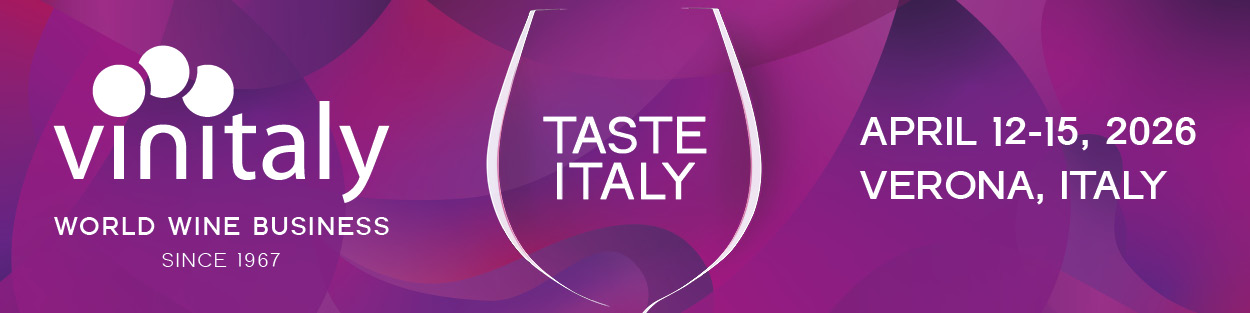 vinitaly
WORLD WINE BUSINESS
SINCE 1967
TASTE
ITALY
APRIL 12-15, 2026
VERONA, ITALY